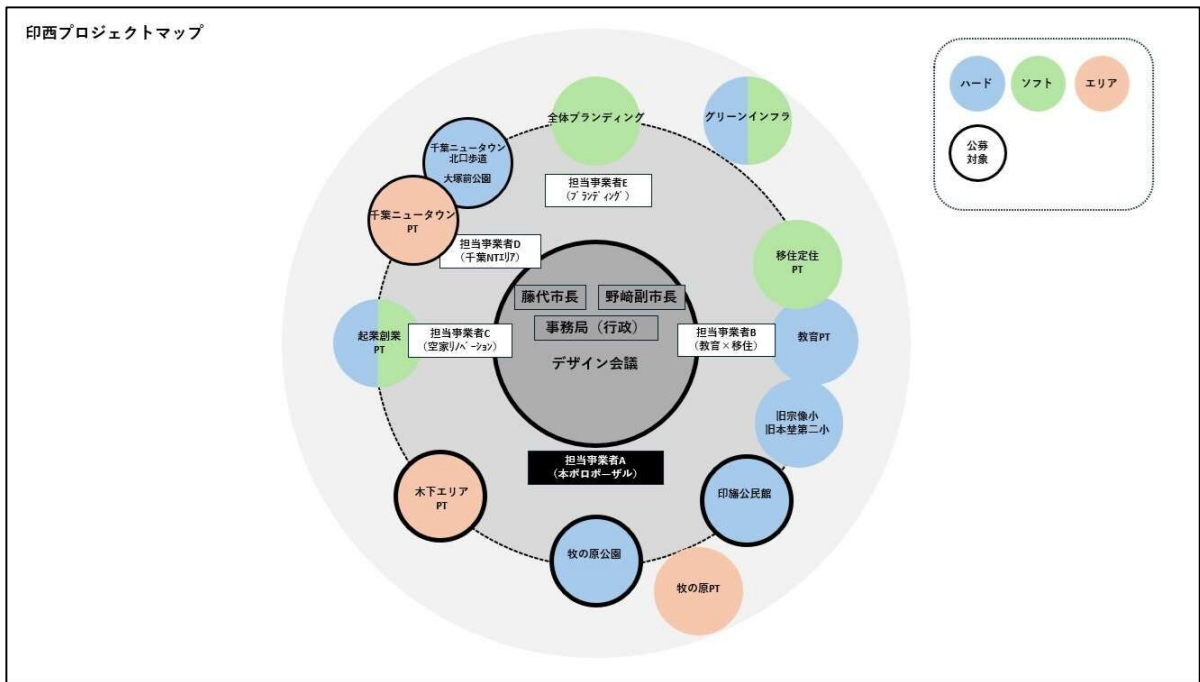 印西プロジェクトマップ
ハード
ソフト
エリア
公募
対象
全体ブランディング
グリーンインフラ
千葉ニュータウン
北口歩道
大塚前公園
千葉ニュータウン
PT
担当事業者E
(ブランディング)
担当事業者D
(千葉NTエリア)
移住定住
PT
藤代市長
野﨑副市長
事務局(行政)
デザイン会議
起業創業
PT
担当事業者C
(空家リノベーション)
担当事業者B
(教育×移住)
教育PT
旧宗像小
旧本埜第二小
担当事業者A
(本ポロポーザル)
木下エリア
PT
印旛公民館
牧の原公園
牧の原PT